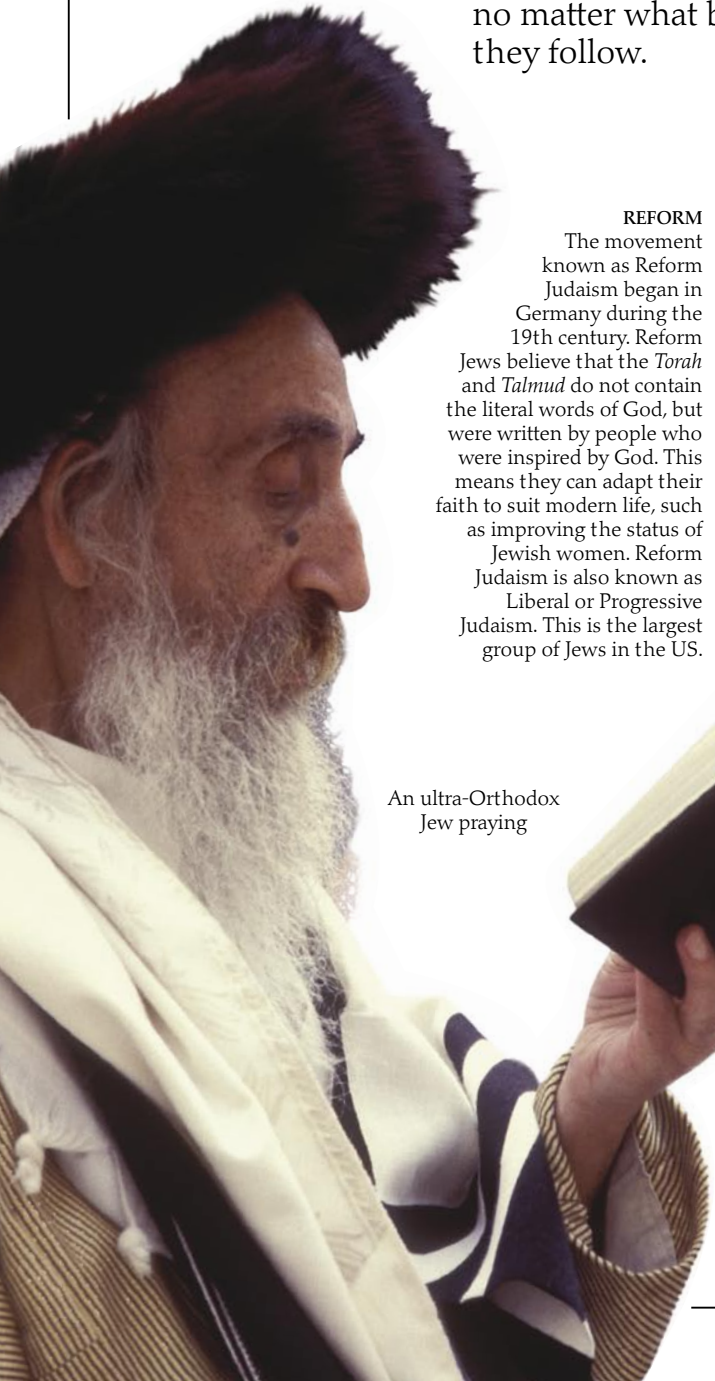 no matter what b
they follow.
REFORM
The movement
known as Reform
Judaism began in
Germany during the
19th century. Reform
Jews believe that the Torah
and Talmud do not contain
the literal words of God, but
were written by people who
were inspired by God. This
means they can adapt their
faith to suit modern life, such
as improving the status of
Jewish women. Reform
Judaism is also known as
Liberal or Progressive
Judaism. This is the largest
group of Jews in the US.
An ultra-Orthodox
Jew praying